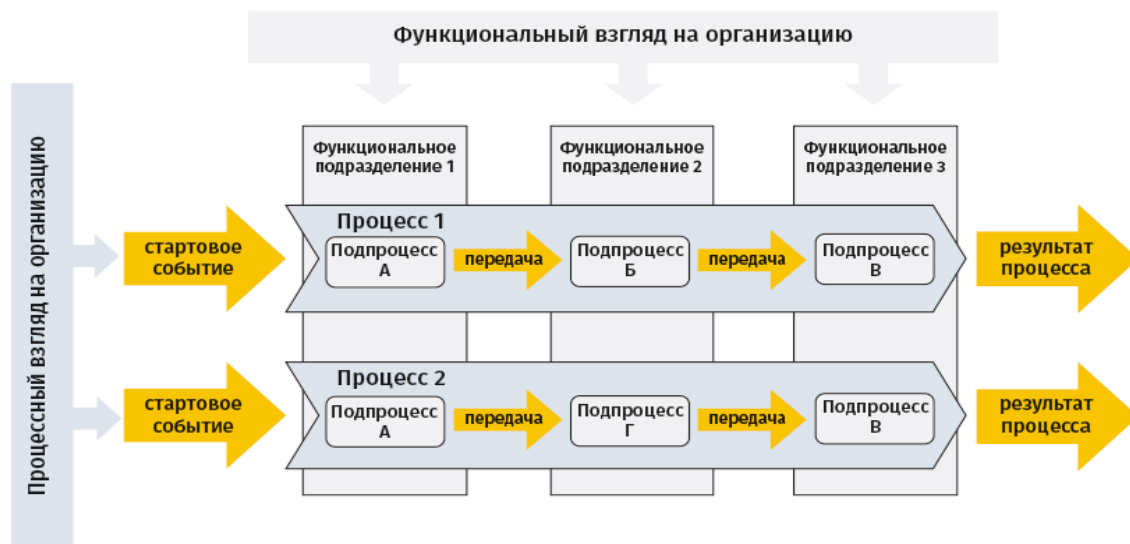 Функциональный взгляд на организацию
Процессный взгляд на организацию
Функциональное
подразделение 1
Функциональное
подразделение 2
Функциональное
подразделение 3
стартовое
событие
Процесс 1
Подпроцесс
А
передача
Подпроцесс
Б
передача
Подпроцесс
В
результат
процесса
стартовое
событие
Процесс 2
Подпроцесс
А
передача
Подпроцесс
Г
передача
Подпроцесс
В
результат
процесса